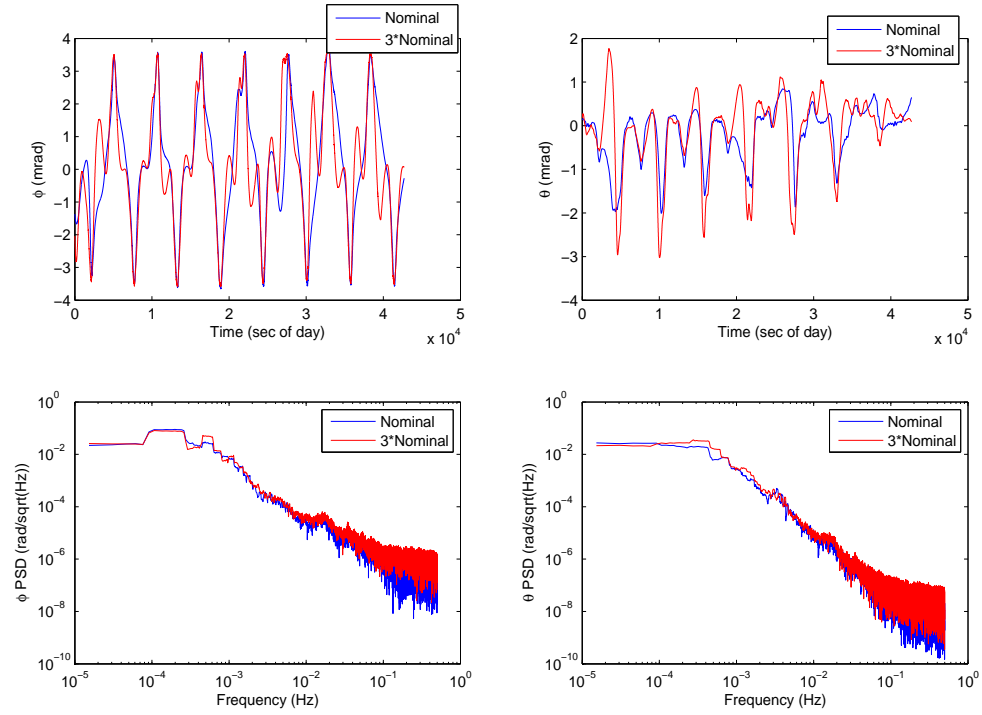 Nominal
3*Nominal
4
3
2
1
0
−1
−2
−3
−4
ϕ (mrad)
0 1 2 3 4 5
x 10^4
Time (sec of day)
Nominal
3*Nominal
2
1
0
−1
−2
−3
−4
θ (mrad)
0 1 2 3 4 5
x 10^4
Time (sec of day)
Nominal
3*Nominal
10^0
10^−2
10^−4
10^−6
10^−8
10^−10
ϕ PSD (rad/sqrt(Hz))
10^−5 10^−4 10^−3 10^−2 10^−1 10^0
Frequency (Hz)
Nominal
3*Nominal
10^0
10^−2
10^−4
10^−6
10^−8
10^−10
θ PSD (rad/sqrt(Hz))
10^−5 10^−4 10^−3 10^−2 10^−1 10^0
Frequency (Hz)